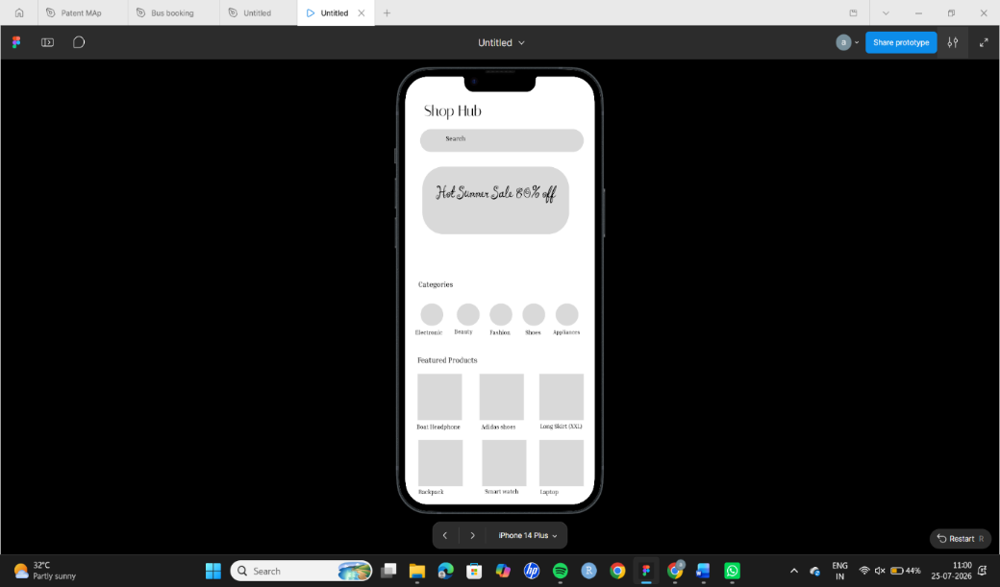 Patent MAp
Bus booking
Untitled
Untitled
Untitled
a
Share prototype
Shop Hub
Search
Hot Summer Sale 80% off
Categories
Electronic Beauty Fashion Shoes Appliances
Featured Products
Boat Headphone Adidas shoes Long Skirt (XXL)
Backpack Smart watch Laptop
iPhone 14 Plus
Restart R
32°C
Partly sunny
Search
ENG
IN
44%
11:00
25-07-2026